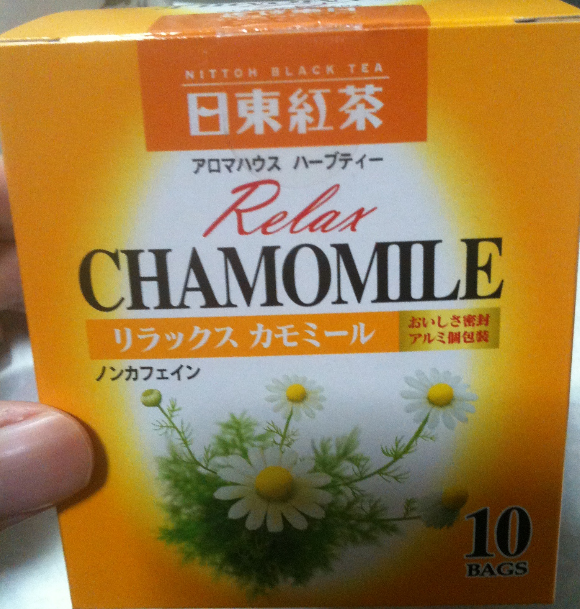 NITTOH BLACK TEA
日東紅茶
アロマハウス ハーブティー
Relax
CHAMOMILE
リラックス カモミール
おいしさ密封
アルミ個包装
ノンカフェイン
10
BAGS